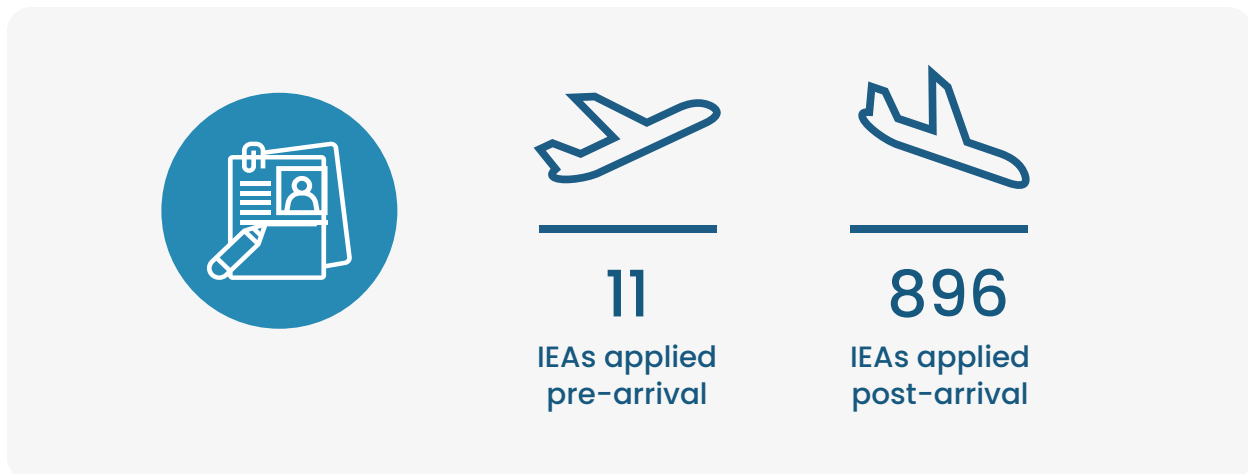 11
IEAs applied
pre-arrival
896
IEAs applied
post-arrival